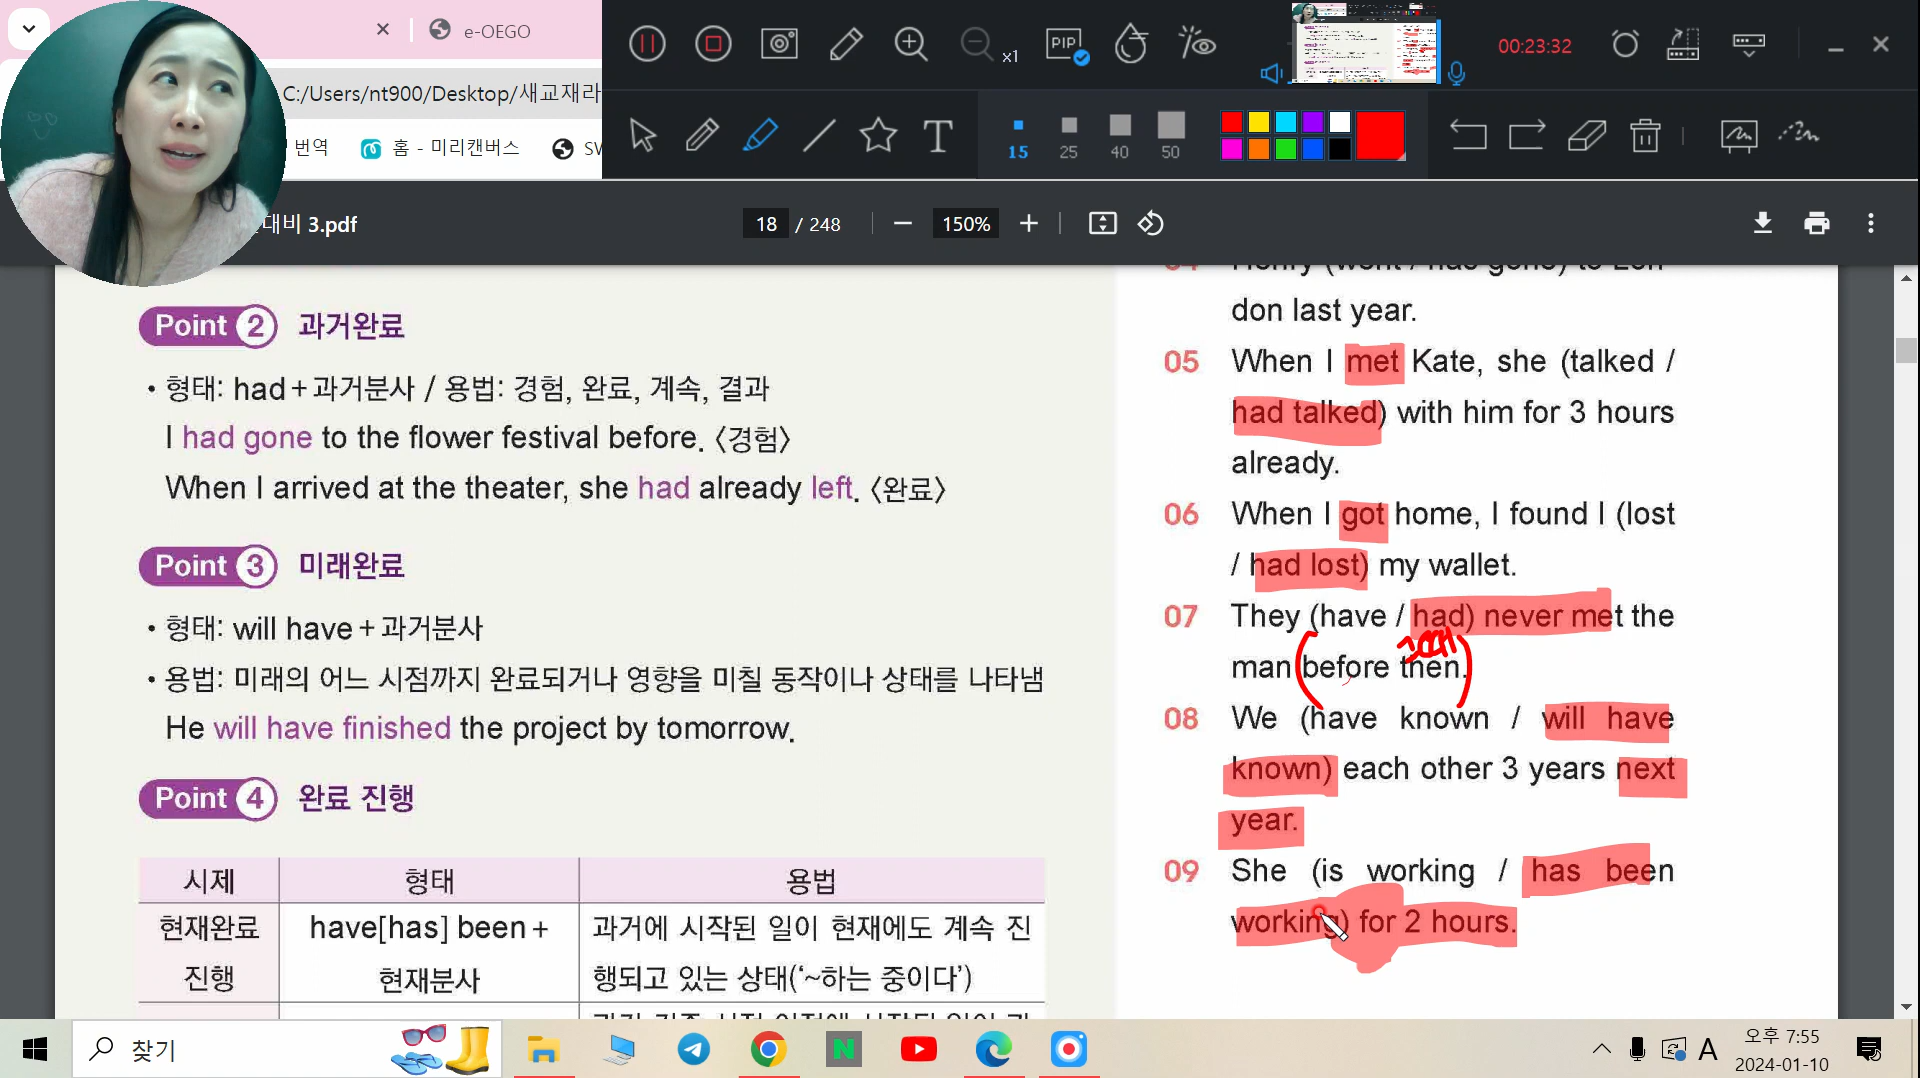 e-OEGO
x1
PIP
00:23:32
C:/Users/nt900/Desktop/새교재라
번역
홈 - 미리캔버스
SV
T
15
25
40
50
대비 3.pdf
18 / 248
150%
Point 2 과거완료
• 형태: had + 과거분사 / 용법: 경험, 완료, 계속, 결과
I had gone to the flower festival before. 〈경험〉
When I arrived at the theater, she had already left. 〈완료〉
Point 3 미래완료
• 형태: will have + 과거분사
• 용법: 미래의 어느 시점까지 완료되거나 영향을 미칠 동작이나 상태를 나타냄
He will have finished the project by tomorrow.
Point 4 완료 진행
시제 형태 용법
현재완료 진행
have[has] been + 현재분사
과거에 시작된 일이 현재에도 계속 진
행되고 있는 상태(‘~하는 중이다’)
04 Henry (went / has gone) to Lon-
don last year.
05 When I met Kate, she (talked /
had talked) with him for 3 hours
already.
06 When I got home, I found I (lost
/ had lost) my wallet.
07 They (have / had) never met the
man (before then.)
08 We (have known / will have
known) each other 3 years next
year.
09 She (is working / has been
working) for 2 hours.
찾기
N
A
오후 7:55
2024-01-10